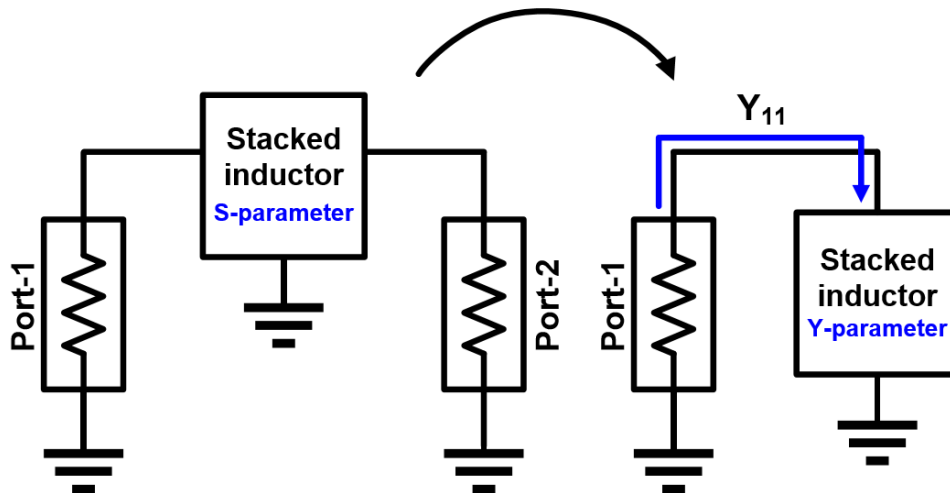 Stacked
inductor
S-parameter
Port-1
Port-2
Y₁₁
Port-1
Stacked
inductor
Y-parameter